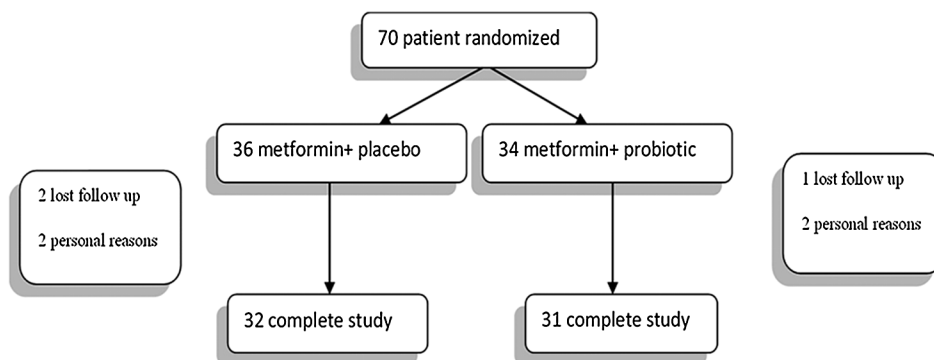 70 patient randomized
36 metformin+ placebo
34 metformin+ probiotic
2 lost follow up
2 personal reasons
1 lost follow up
2 personal reasons
32 complete study
31 complete study